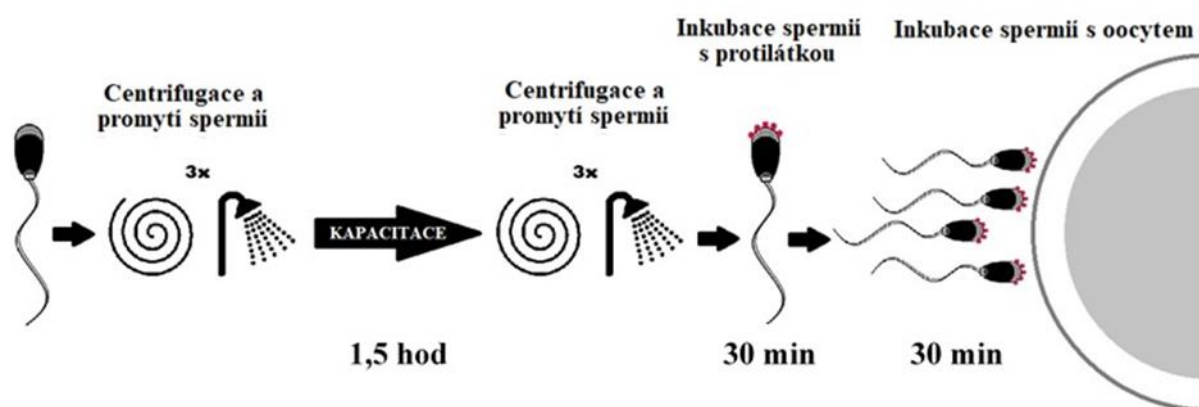 Centrifugace a
promytí spermií
3x
KAPACITACE
1,5 hod
Centrifugace a
promytí spermií
3x
Inkubace spermií
s protilátkou
30 min
Inkubace spermií s oocytem
30 min